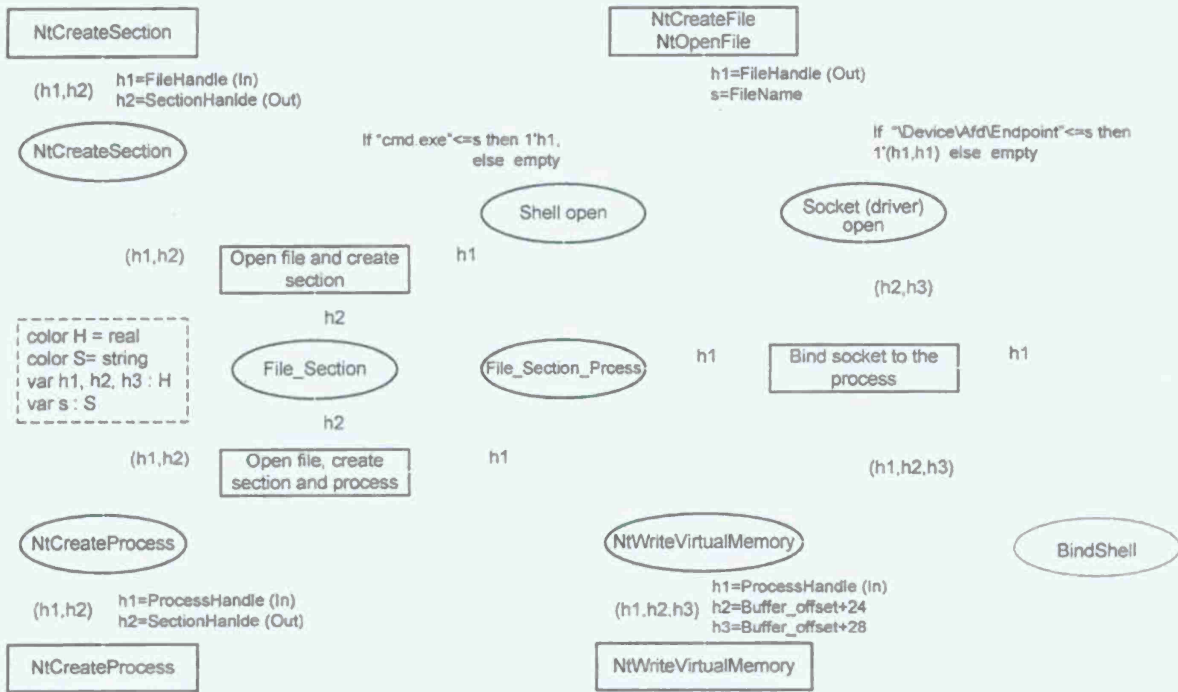 NtCreateSection
NtCreateFile
NtOpenFile
(h1,h2)
h1=FileHandle (In)
h2=SectionHanlde (Out)
h1=FileHandle (Out)
s=FileName
NtCreateSection
If "cmd.exe"<=s then 1'h1,
else empty
If "\Device\Afd\Endpoint"<=s then
1'(h1,h1) else empty
Shell open
Socket (driver)
open
(h1,h2)
Open file and create
section
h1
(h2,h3)
h2
color H = real
color S= string
var h1, h2, h3 : H
var s : S
File_Section
File_Section_Prcess
h1
Bind socket to the
process
h1
h2
(h1,h2)
Open file, create
section and process
h1
(h1,h2,h3)
NtCreateProcess
NtWriteVirtualMemory
BindShell
(h1,h2)
h1=ProcessHandle (In)
h2=SectionHanlde (Out)
(h1,h2,h3)
h1=ProcessHandle (In)
h2=Buffer_offset+24
h3=Buffer_offset+28
NtCreateProcess
NtWriteVirtualMemory